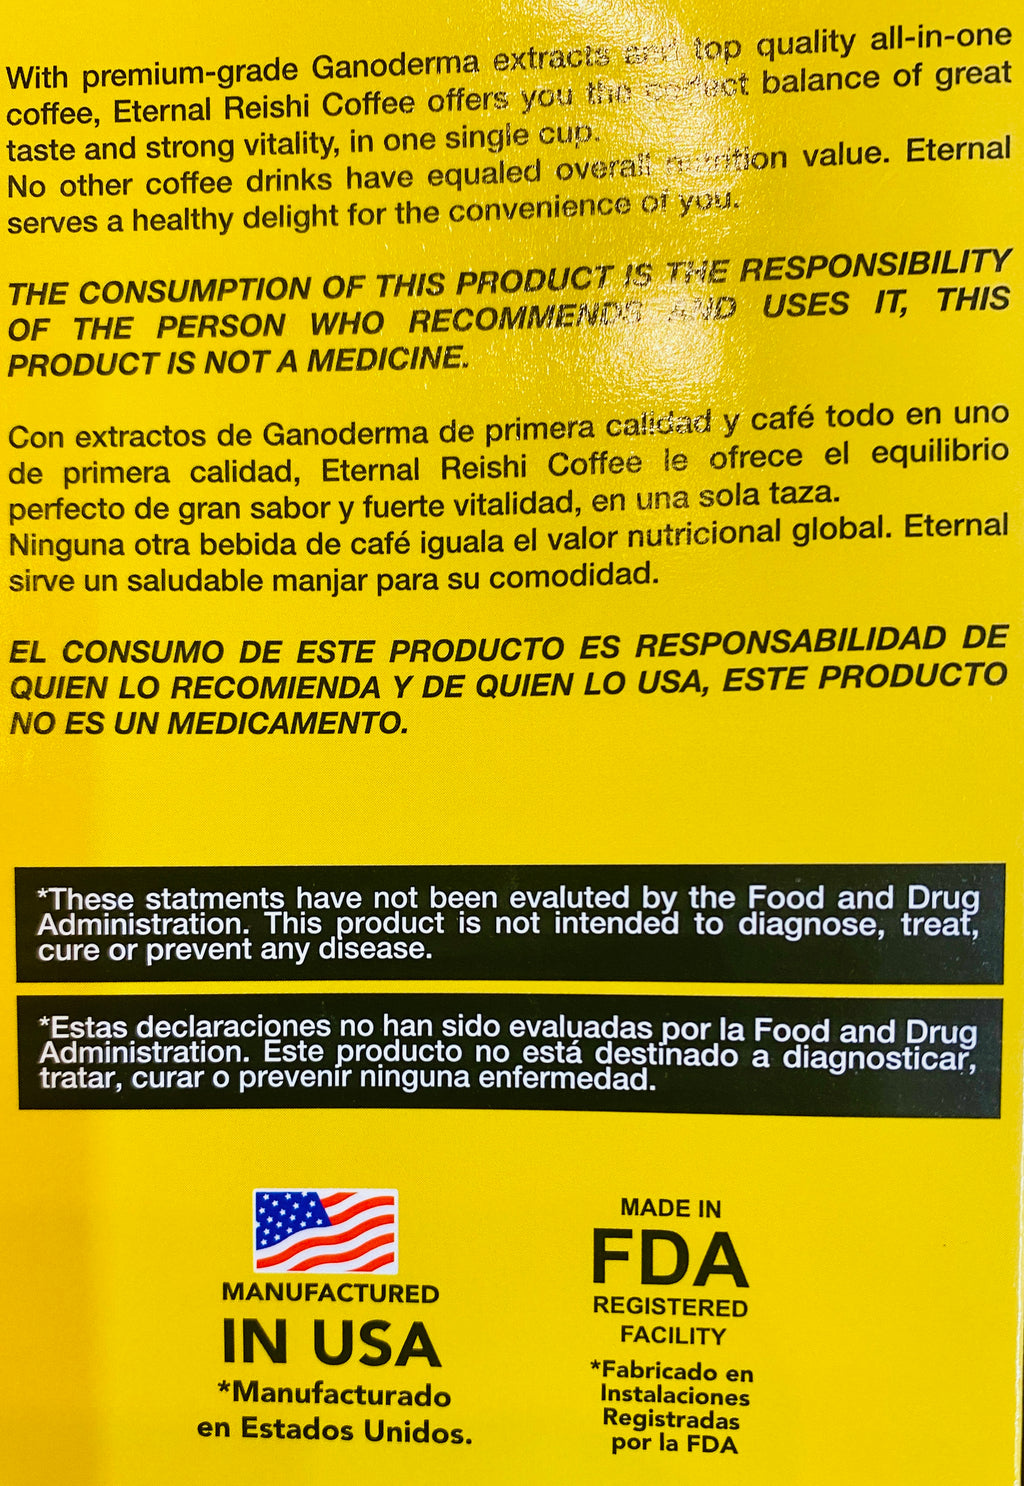 With premium-grade Ganoderma extracts and top quality all-in-one
coffee, Eternal Reishi Coffee offers you the perfect balance of great
taste and strong vitality, in one single cup.
No other coffee drinks have equaled overall nutrition value. Eternal
serves a healthy delight for the convenience of you.
THE CONSUMPTION OF THIS PRODUCT IS THE RESPONSIBILITY
OF THE PERSON WHO RECOMMENDS AND USES IT, THIS
PRODUCT IS NOT A MEDICINE.
Con extractos de Ganoderma de primera calidad y café todo en uno
de primera calidad, Eternal Reishi Coffee le ofrece el equilibrio
perfecto de gran sabor y fuerte vitalidad, en una sola taza.
Ninguna otra bebida de café iguala el valor nutricional global. Eternal
sirve un saludable manjar para su comodidad.
EL CONSUMO DE ESTE PRODUCTO ES RESPONSABILIDAD DE
QUIEN LO RECOMIENDA Y DE QUIEN LO USA, ESTE PRODUCTO
NO ES UN MEDICAMENTO.
*These statments have not been evaluted by the Food and Drug
Administration. This product is not intended to diagnose, treat,
cure or prevent any disease.
*Estas declaraciones no han sido evaluadas por la Food and Drug
Administration. Este producto no está destinado a diagnosticar,
tratar, curar o prevenir ninguna enfermedad.
MANUFACTURED
IN USA
*Manufacturado
en Estados Unidos.
MADE IN
FDA
REGISTERED
FACILITY
*Fabricado en
Instalaciones
Registradas
por la FDA